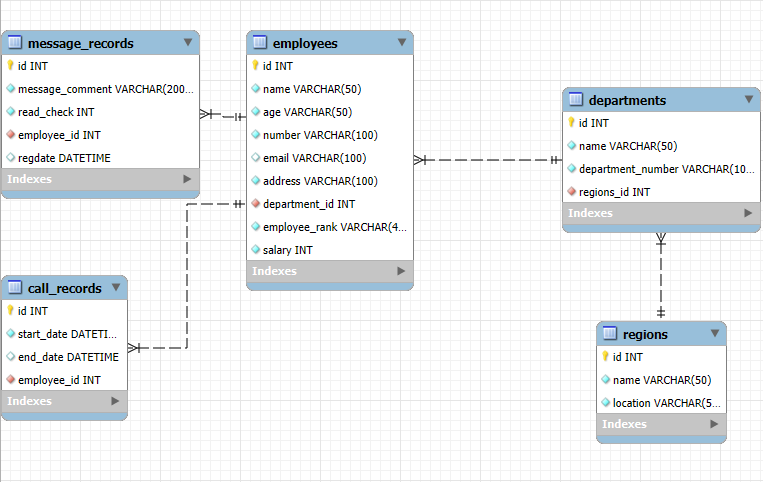 message_records
id INT
message_comment VARCHAR(200...
read_check INT
employee_id INT
regdate DATETIME
Indexes
employees
id INT
name VARCHAR(50)
age VARCHAR(50)
number VARCHAR(100)
email VARCHAR(100)
address VARCHAR(100)
department_id INT
employee_rank VARCHAR(4...
salary INT
Indexes
departments
id INT
name VARCHAR(50)
department_number VARCHAR(10...
regions_id INT
Indexes
call_records
id INT
start_date DATETI...
end_date DATETIME
employee_id INT
Indexes
regions
id INT
name VARCHAR(50)
location VARCHAR(5...
Indexes